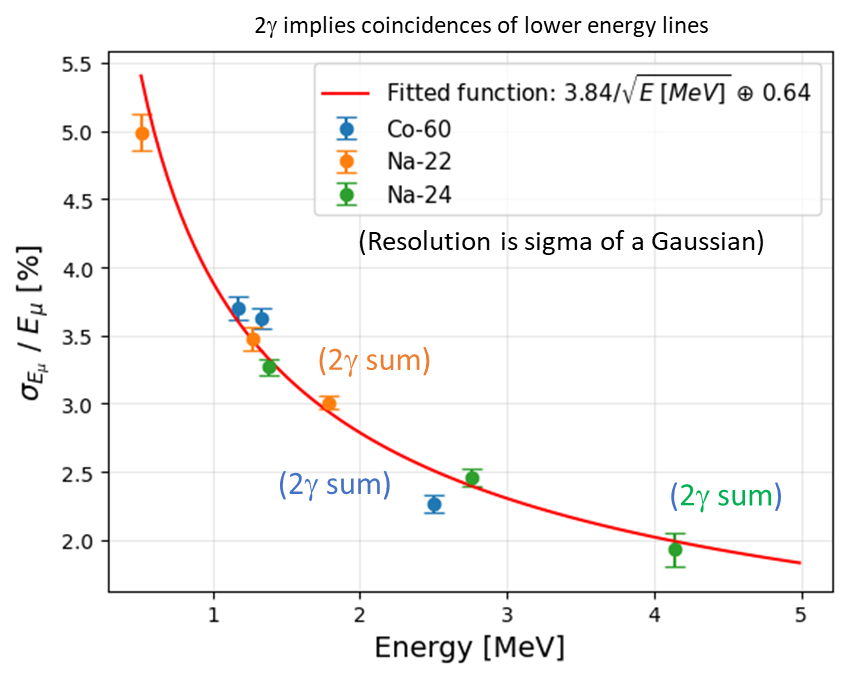 2γ implies coincidences of lower energy lines
Fitted function: 3.84/√E [MeV] ⊕ 0.64
Co-60
Na-22
Na-24
(Resolution is sigma of a Gaussian)
(2γ sum)
(2γ sum)
(2γ sum)
5.5
5.0
4.5
4.0
3.5
3.0
2.5
2.0
σ_{E_μ} / E_μ [%]
1 2 3 4 5
Energy [MeV]